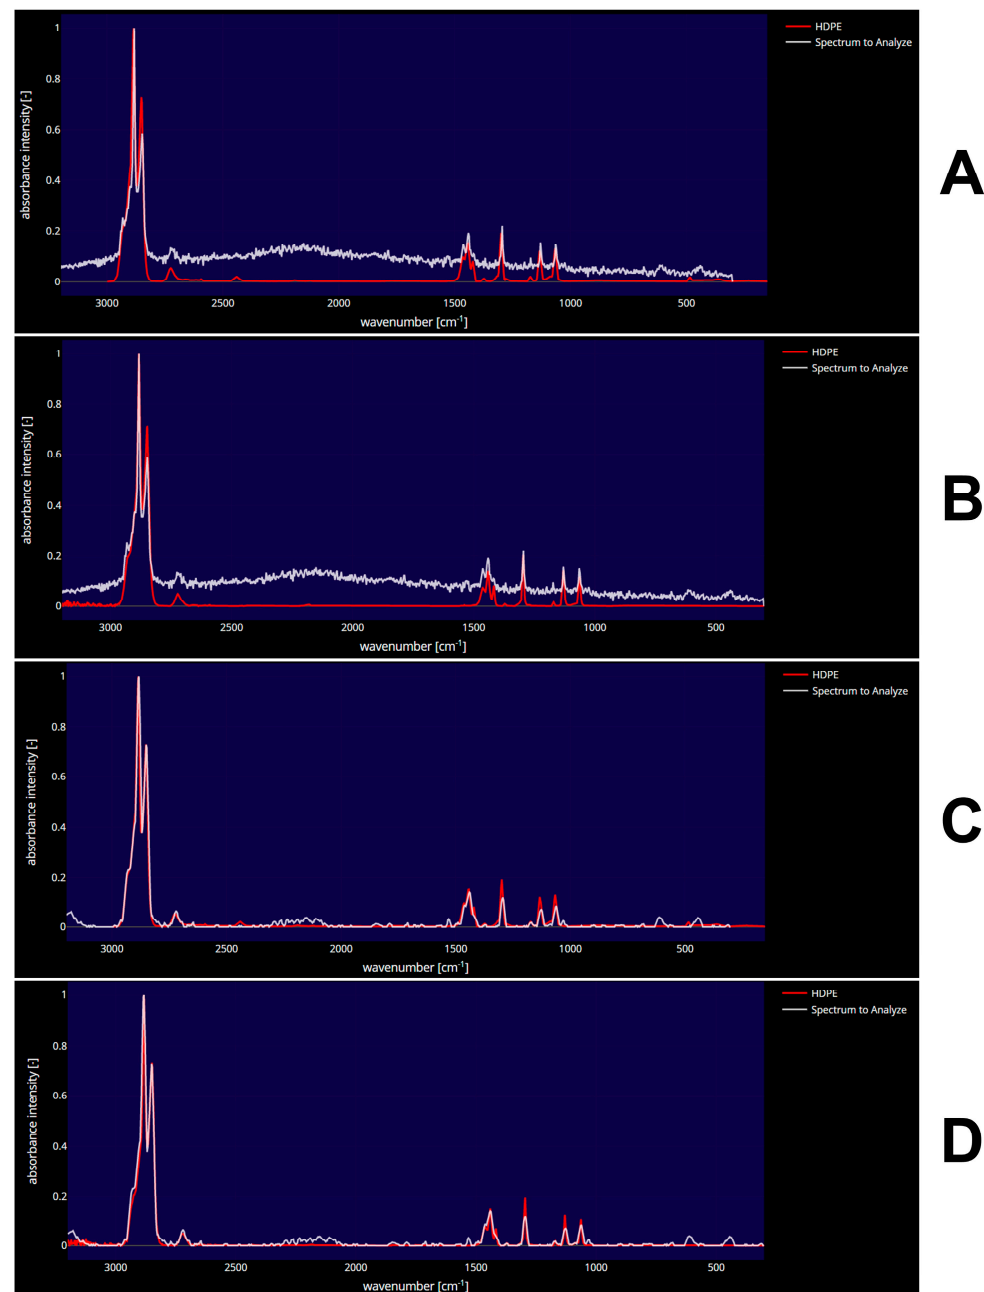 1
0.8
0.6
0.4
0.2
0
absorbance intensity [-]
3000 2500 2000 1500 1000 500
wavenumber [cm-1]
HDPE
Spectrum to Analyze
A
1
0.8
0.6
0.4
0.2
0
absorbance intensity [-]
3000 2500 2000 1500 1000 500
wavenumber [cm-1]
HDPE
Spectrum to Analyze
B
1
0.8
0.6
0.4
0.2
0
absorbance intensity [-]
3000 2500 2000 1500 1000 500
wavenumber [cm-1]
HDPE
Spectrum to Analyze
C
1
0.8
0.6
0.4
0.2
0
absorbance intensity [-]
3000 2500 2000 1500 1000 500
wavenumber [cm-1]
HDPE
Spectrum to Analyze
D